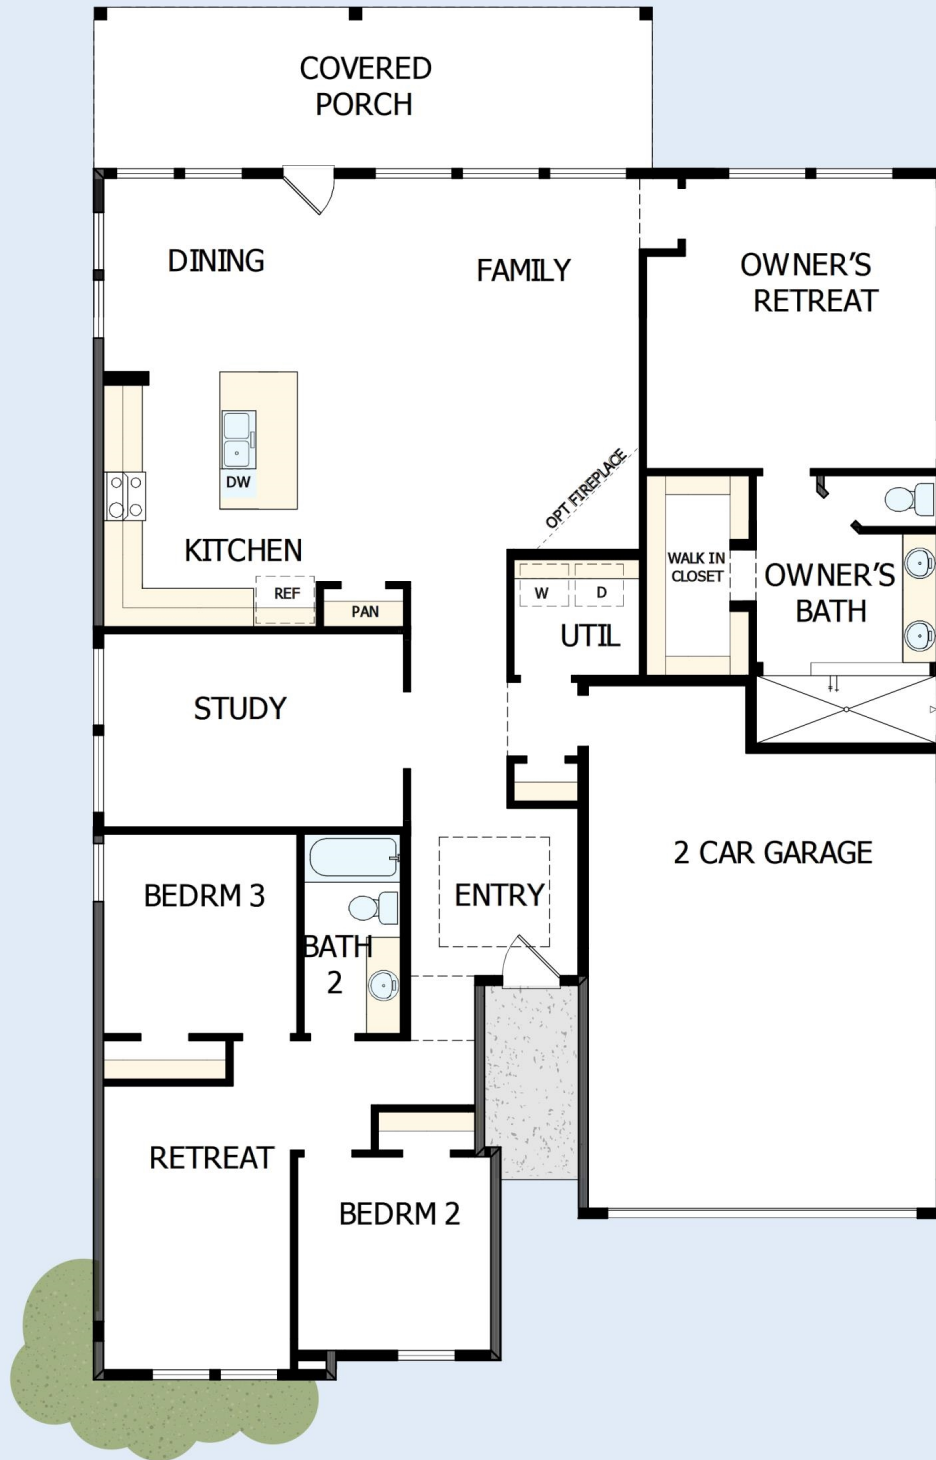 COVERED
PORCH
DINING
FAMILY
OWNER'S
RETREAT
DW
OPT FIREPLACE
KITCHEN
REF
PAN
W
D
UTIL
WALK IN
CLOSET
OWNER'S
BATH
STUDY
2 CAR GARAGE
BEDRM 3
ENTRY
BATH
2
RETREAT
BEDRM 2